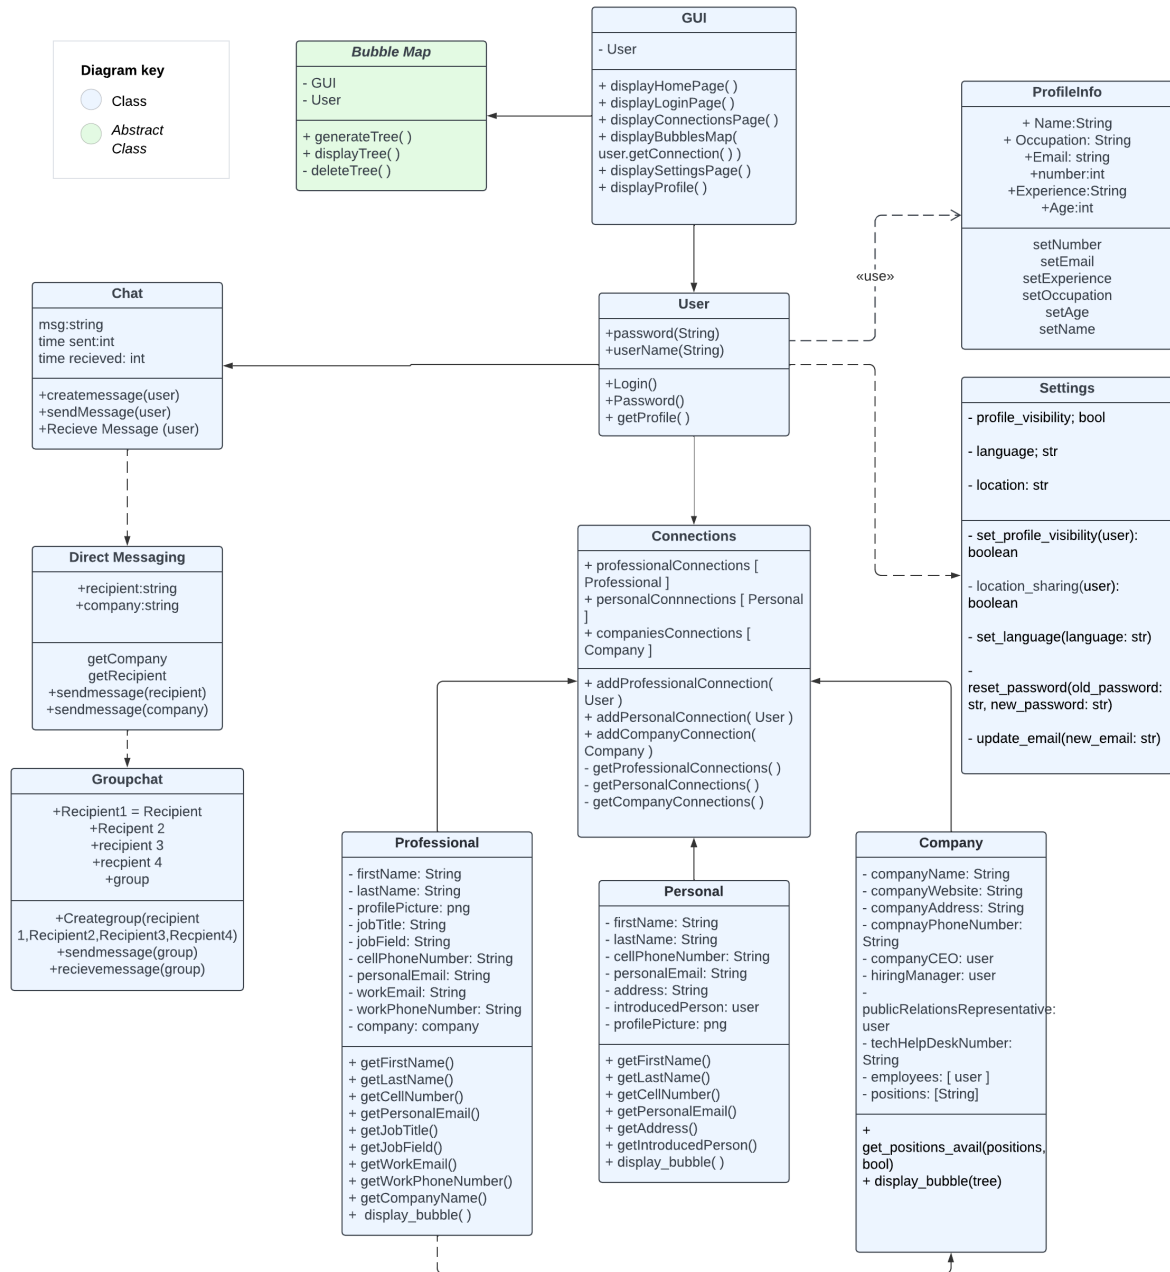 Diagram key
Class
Abstract
Class
Bubble Map
- GUI
- User
+ generateTree( )
+ displayTree( )
- deleteTree( )
GUI
- User
+ displayHomePage( )
+ displayLoginPage( )
+ displayConnectionsPage( )
+ displayBubblesMap(
user.getConnection( ) )
+ displaySettingsPage( )
+ displayProfile( )
ProfileInfo
+ Name:String
+ Occupation: String
+Email: string
+number:int
+Experience:String
+Age:int
setNumber
setEmail
setExperience
setOccupation
setAge
setName
«use»
Chat
msg:string
time sent:int
time recieved: int
+createmessage(user)
+sendMessage(user)
+Recieve Message (user)
User
+password(String)
+userName(String)
+Login()
+Password()
+ getProfile( )
Settings
- profile_visibility; bool
- language; str
- location: str
- set_profile_visibility(user):
boolean
- location_sharing(user):
boolean
- set_language(language: str)
-
reset_password(old_password:
str, new_password: str)
- update_email(new_email: str)
Direct Messaging
+recipient:string
+company:string
getCompany
getRecipient
+sendmessage(recipient)
+sendmessage(company)
Connections
+ professionalConnections [
Professional ]
+ personalConnnections [ Personal
]
+ companiesConnections [
Company ]
+ addProfessionalConnection(
User )
+ addPersonalConnection( User )
+ addCompanyConnection(
Company )
- getProfessionalConnections( )
- getPersonalConnections( )
- getCompanyConnections( )
Groupchat
+Recipient1 = Recipient
+Recipent 2
+recipient 3
+recpient 4
+group
+Creategroup(recipient
1,Recipient2,Recipient3,Recpient4)
+sendmessage(group)
+recievemessage(group)
Professional
- firstName: String
- lastName: String
- profilePicture: png
- jobTitle: String
- jobField: String
- cellPhoneNumber: String
- personalEmail: String
- workEmail: String
- workPhoneNumber: String
- company: company
+ getFirstName()
+ getLastName()
+ getCellNumber()
+ getPersonalEmail()
+ getJobTitle()
+ getJobField()
+ getWorkEmail()
+ getWorkPhoneNumber()
+ getCompanyName()
+ display_bubble( )
Personal
- firstName: String
- lastName: String
- cellPhoneNumber: String
- personalEmail: String
- address: String
- introducedPerson: user
- profilePicture: png
+ getFirstName()
+ getLastName()
+ getCellNumber()
+ getPersonalEmail()
+ getAddress()
+ getIntroducedPerson()
+ display_bubble( )
Company
- companyName: String
- companyWebsite: String
- companyAddress: String
- compnayPhoneNumber:
String
- companyCEO: user
- hiringManager: user
-
publicRelationsRepresentative:
user
- techHelpDeskNumber:
String
- employees: [ user ]
- positions: [String]
+
get_positions_avail(positions,
bool)
+ display_bubble(tree)